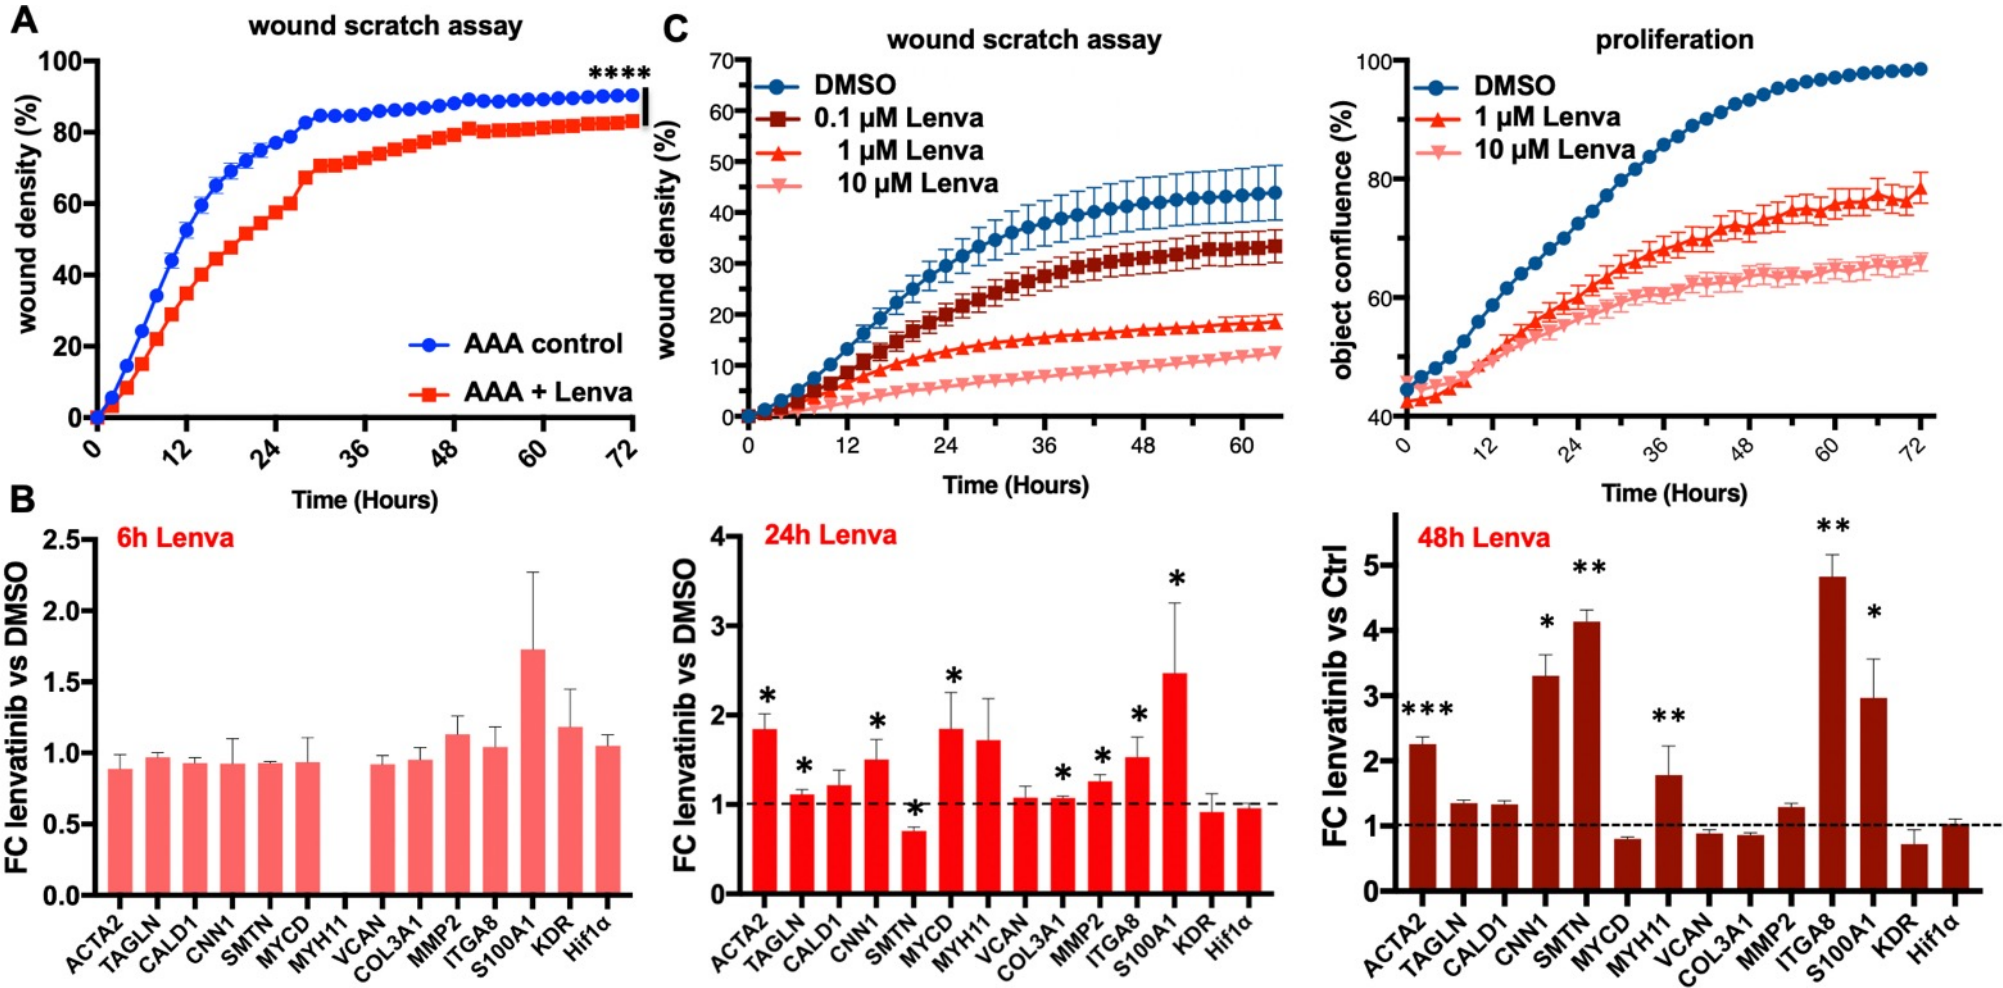 A
wound scratch assay
wound density (%)
100
80
60
40
20
0
****
AAA control
AAA + Lenva
0 12 24 36 48 60 72
Time (Hours)
C
wound scratch assay
wound density (%)
70
60
50
40
30
20
10
0
DMSO
0.1 µM Lenva
1 µM Lenva
10 µM Lenva
0 12 24 36 48 60
Time (Hours)
proliferation
object confluence (%)
100
80
60
40
DMSO
1 µM Lenva
10 µM Lenva
0 12 24 36 48 60 72
Time (Hours)
B
6h Lenva
FC lenvatinib vs DMSO
2.5
2.0
1.5
1.0
0.5
0.0
ACTA2 TAGLN CALD1 CNN1 SMTN MYCD MYH11 VCAN COL3A1 MMP2 ITGA8 S100A1 KDR Hif1α
24h Lenva
FC lenvatinib vs DMSO
4
3
2
1
0
* * * * * * * * *
ACTA2 TAGLN CALD1 CNN1 SMTN MYCD MYH11 VCAN COL3A1 MMP2 ITGA8 S100A1 KDR Hif1α
48h Lenva
FC lenvatinib vs Ctrl
5
4
3
2
1
0
*** * ** ** ** *
ACTA2 TAGLN CALD1 CNN1 SMTN MYCD MYH11 VCAN COL3A1 MMP2 ITGA8 S100A1 KDR Hif1α